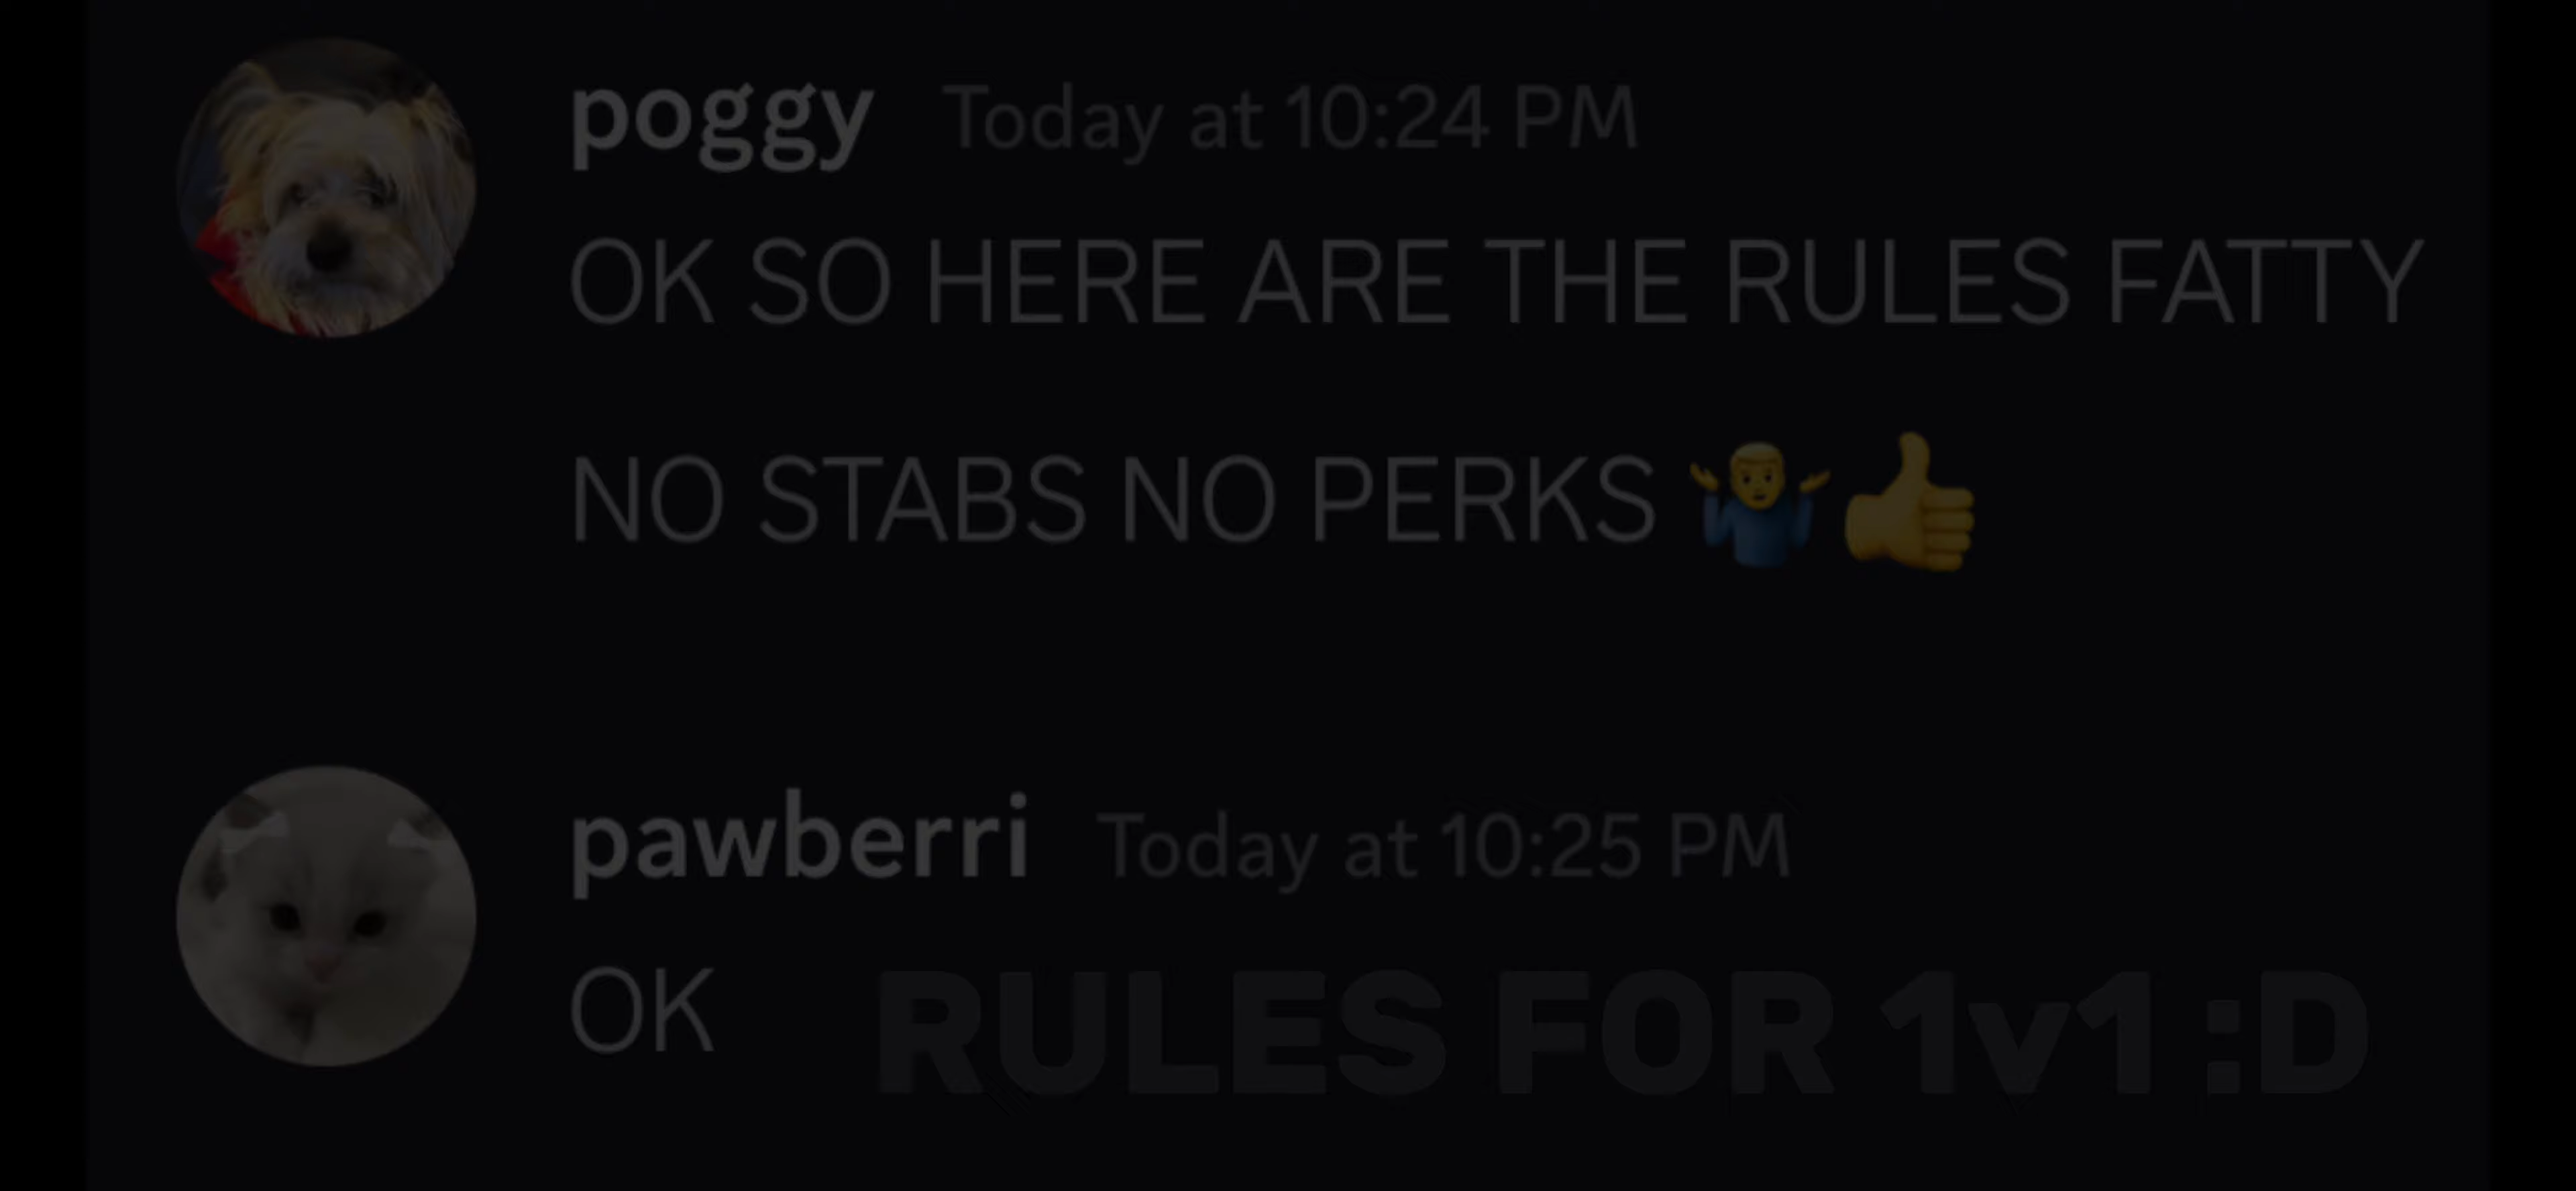 poggy Today at 10:24 PM
OK SO HERE ARE THE RULES FATTY
NO STABS NO PERKS 🤷‍♂️👍
pawberri Today at 10:25 PM
OK
RULES FOR 1v1 :D